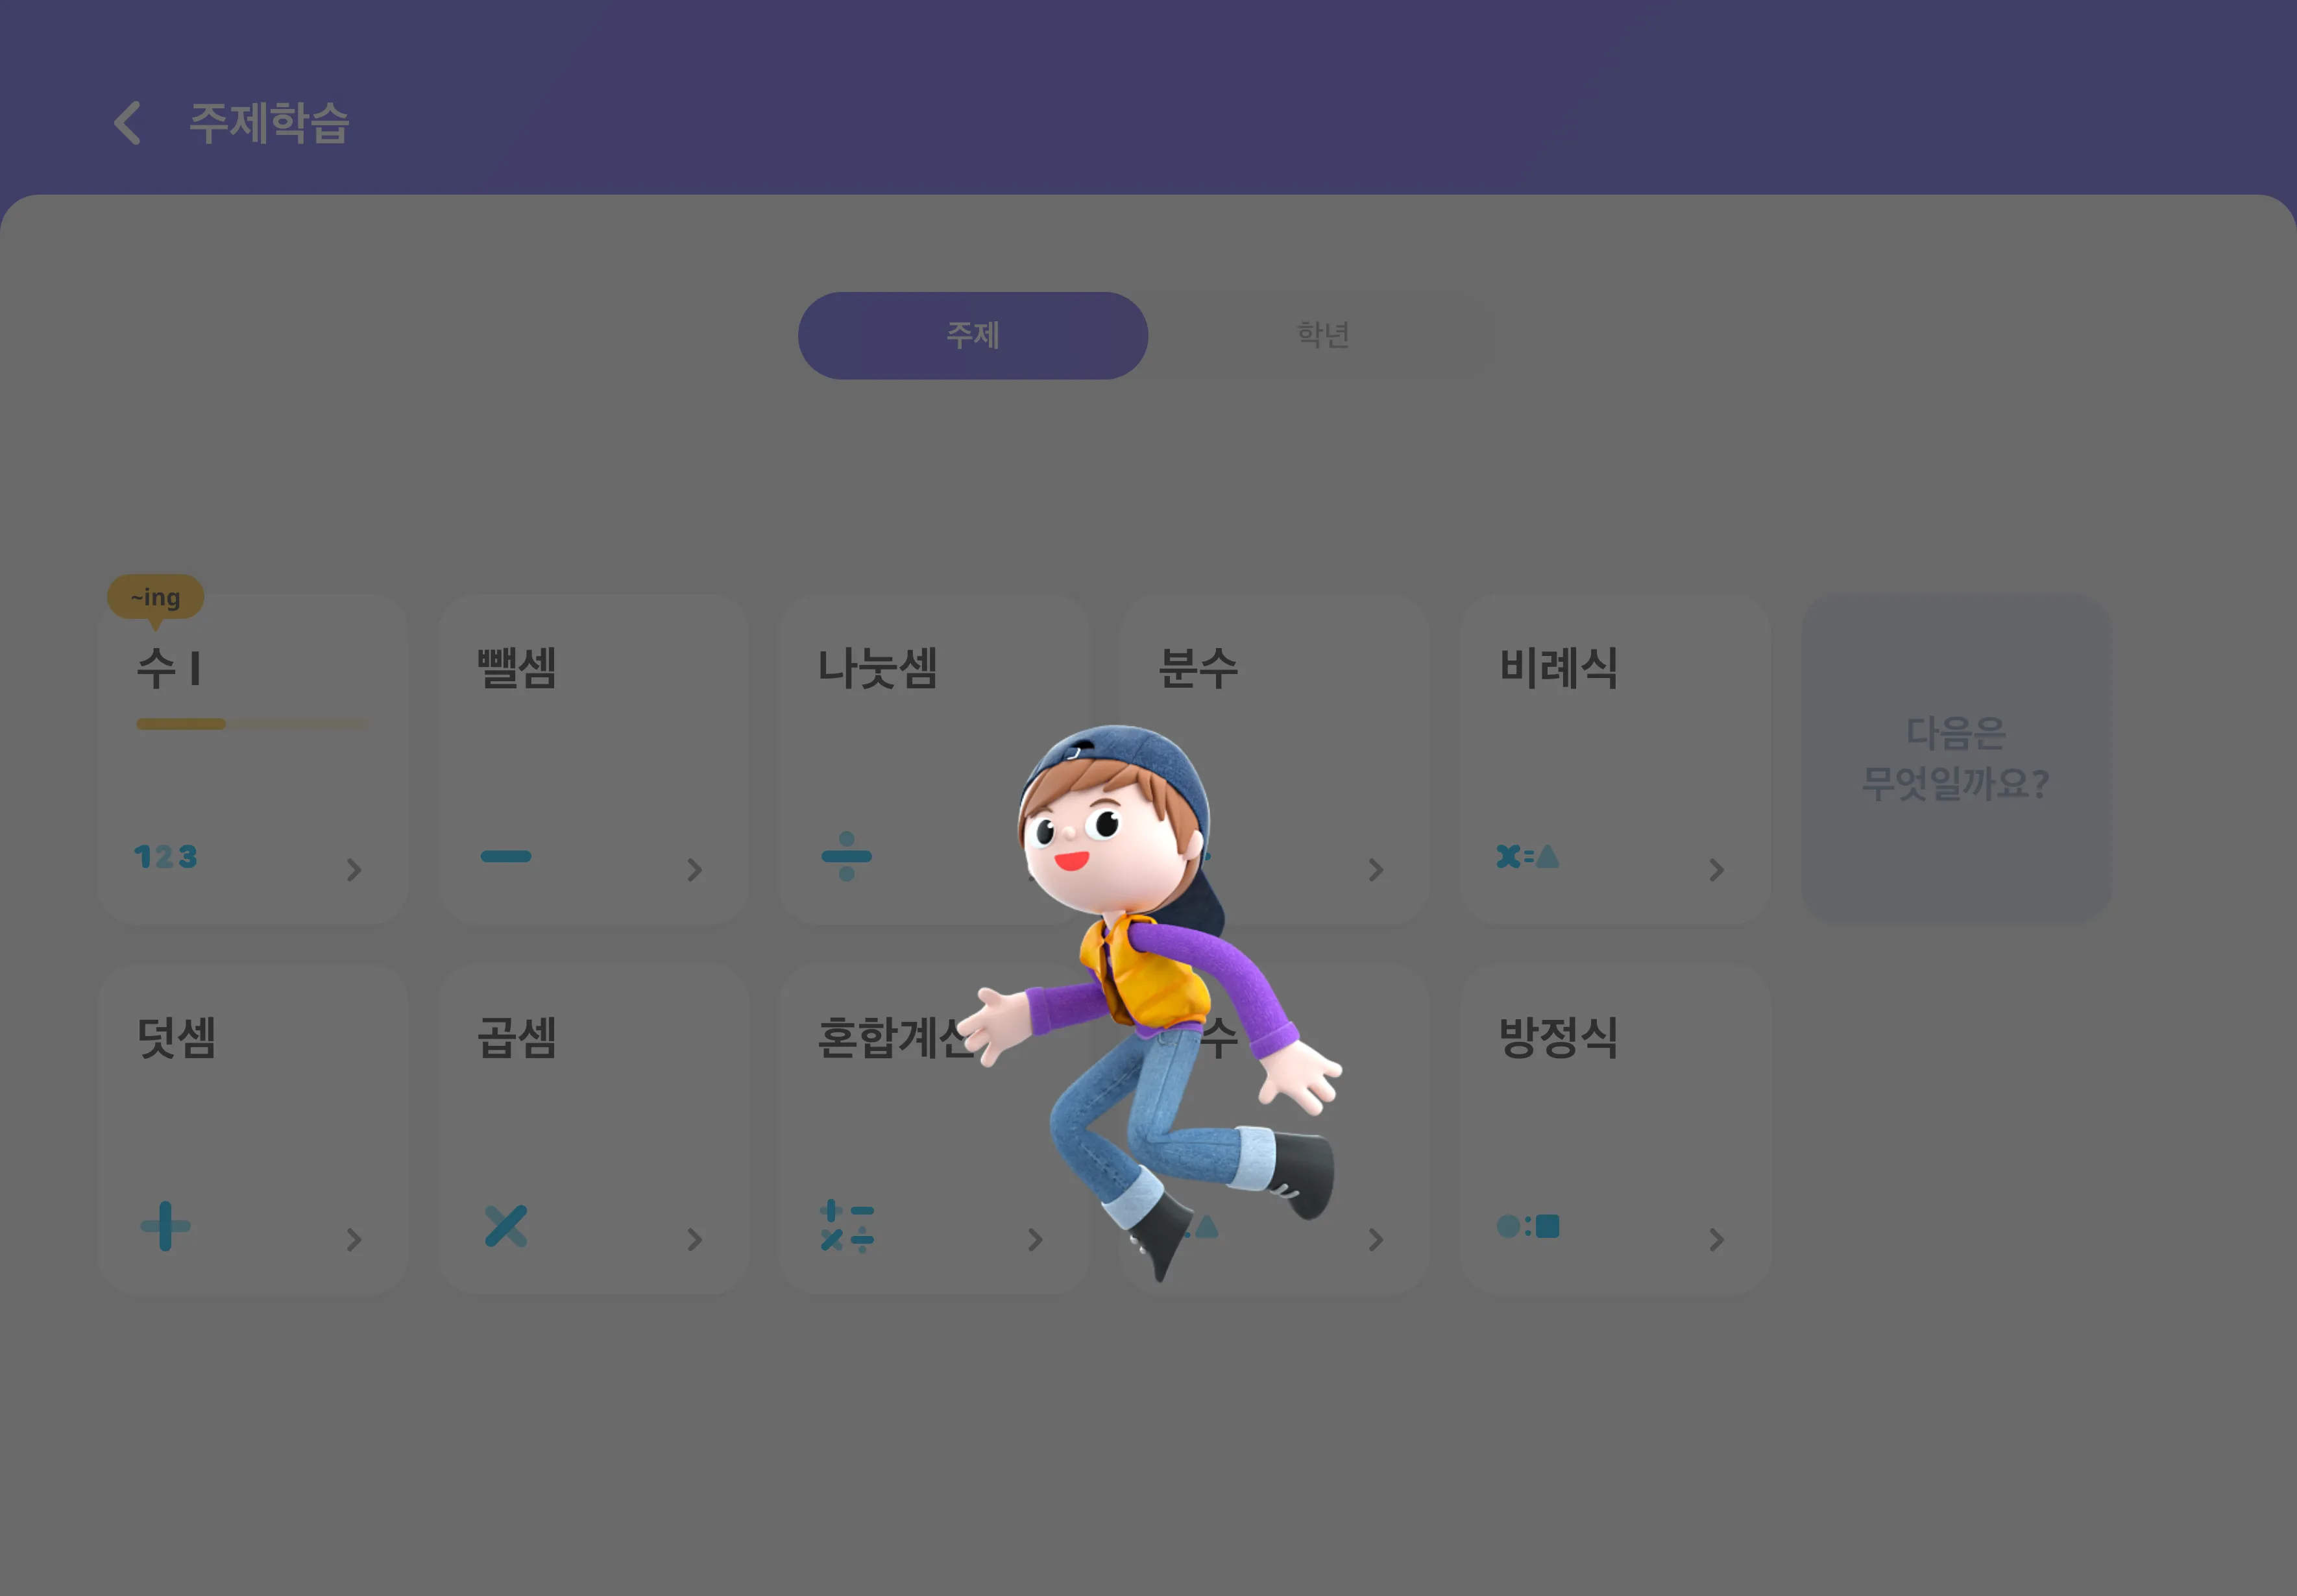 주제학습
주제
학년
~ing
수 I
뺄셈
나눗셈
분수
비례식
다음은
무엇일까요?
123
x=
덧셈
곱셈
혼합계산
수
방정식